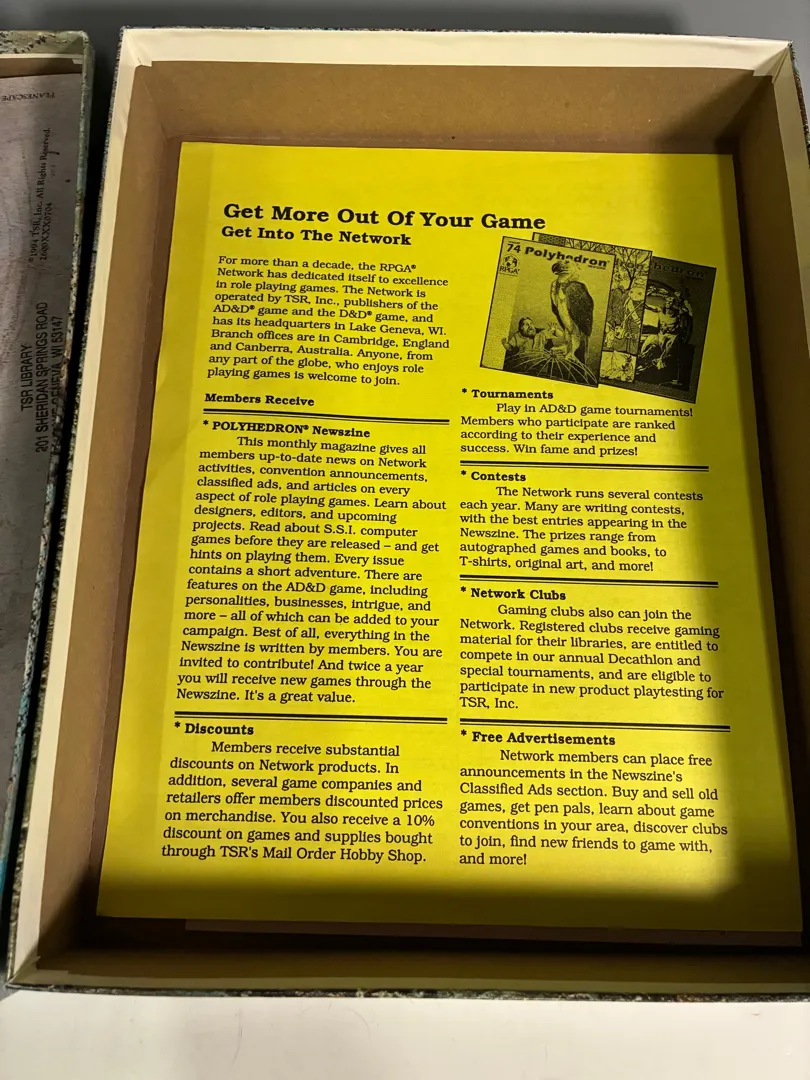 PLANESCAPE
©1994 TSR, Inc. All Rights Reserved.
TSR LIBRARY
201 SHERIDAN SPRINGS ROAD
GENEVA, WI 53147
Get More Out Of Your Game
Get Into The Network
For more than a decade, the RPGA®
Network has dedicated itself to excellence
in role playing games. The Network is
operated by TSR, Inc., publishers of the
AD&D® game and the D&D® game, and
has its headquarters in Lake Geneva, WI.
Branch offices are in Cambridge, England
and Canberra, Australia. Anyone, from
any part of the globe, who enjoys role
playing games is welcome to join.
Members Receive
* POLYHEDRON® Newszine
This monthly magazine gives all
members up-to-date news on Network
activities, convention announcements,
classified ads, and articles on every
aspect of role playing games. Learn about
designers, editors, and upcoming
projects. Read about S.S.I. computer
games before they are released – and get
hints on playing them. Every issue
contains a short adventure. There are
features on the AD&D game, including
personalities, businesses, intrigue, and
more – all of which can be added to your
campaign. Best of all, everything in the
Newszine is written by members. You are
invited to contribute! And twice a year
you will receive new games through the
Newszine. It's a great value.
* Discounts
Members receive substantial
discounts on Network products. In
addition, several game companies and
retailers offer members discounted prices
on merchandise. You also receive a 10%
discount on games and supplies bought
through TSR's Mail Order Hobby Shop.
74 Polyhedron
RPGA
hedron
* Tournaments
Play in AD&D game tournaments!
Members who participate are ranked
according to their experience and
success. Win fame and prizes!
* Contests
The Network runs several contests
each year. Many are writing contests,
with the best entries appearing in the
Newszine. The prizes range from
autographed games and books, to
T-shirts, original art, and more!
* Network Clubs
Gaming clubs also can join the
Network. Registered clubs receive gaming
material for their libraries, are entitled to
compete in our annual Decathlon and
special tournaments, and are eligible to
participate in new product playtesting for
TSR, Inc.
* Free Advertisements
Network members can place free
announcements in the Newszine's
Classified Ads section. Buy and sell old
games, get pen pals, learn about game
conventions in your area, discover clubs
to join, find new friends to game with,
and more!